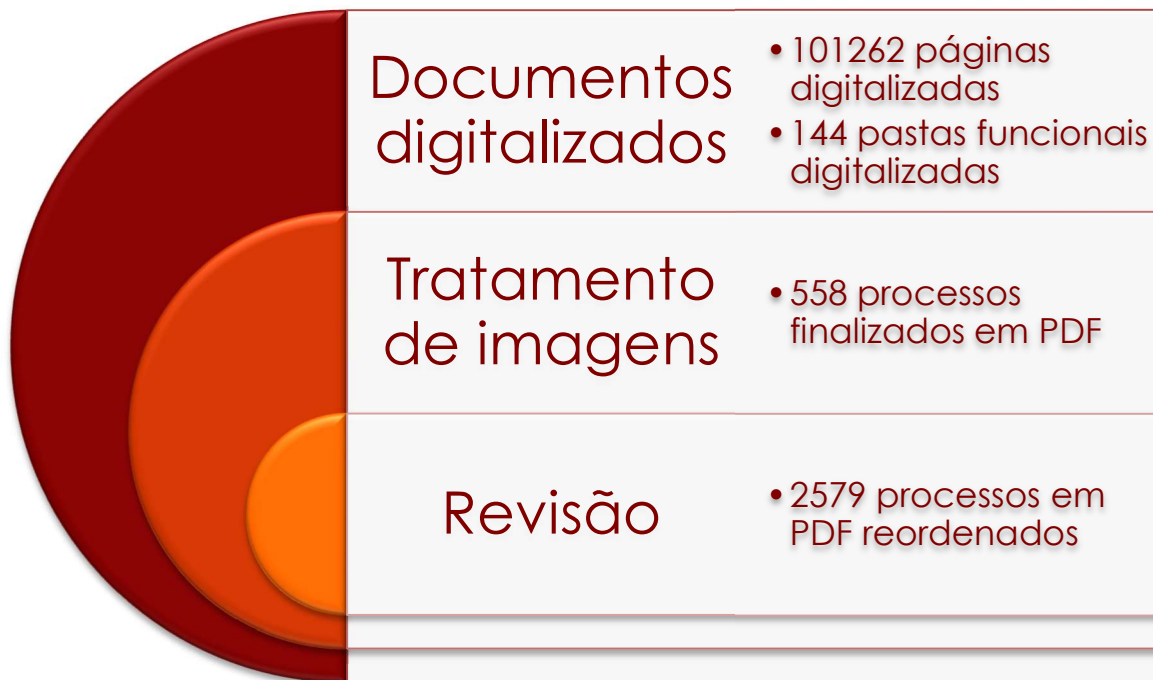 Documentos
digitalizados
• 101262 páginas
digitalizadas
• 144 pastas funcionais
digitalizadas
Tratamento
de imagens
• 558 processos
finalizados em PDF
Revisão
• 2579 processos em
PDF reordenados